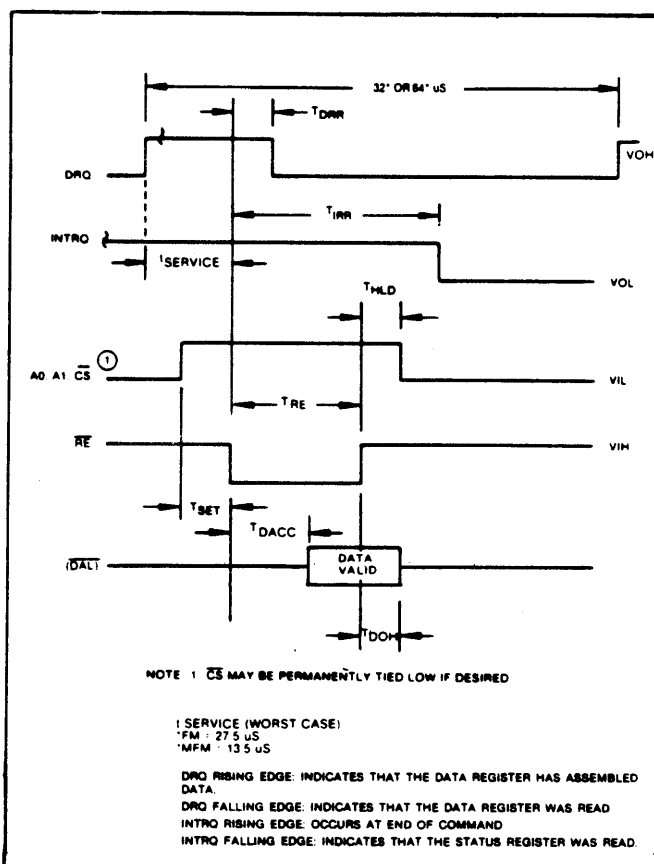 32* OR 64* uS
TDRR
VOH
DRQ
TIRR
INTRQ
tSERVICE
VOL
THLD
1
A0. A1. CS
VIL
TRE
RE
VIH
TSET
TDACC
(DAL)
DATA
VALID
TDOH
NOTE 1 CS MAY BE PERMANENTLY TIED LOW IF DESIRED
t SERVICE (WORST CASE)
*FM : 27.5 uS
*MFM : 13.5 uS
DRQ RISING EDGE: INDICATES THAT THE DATA REGISTER HAS ASSEMBLED
DATA.
DRQ FALLING EDGE: INDICATES THAT THE DATA REGISTER WAS READ
INTRQ RISING EDGE: OCCURS AT END OF COMMAND
INTRQ FALLING EDGE: INDICATES THAT THE STATUS REGISTER WAS READ.